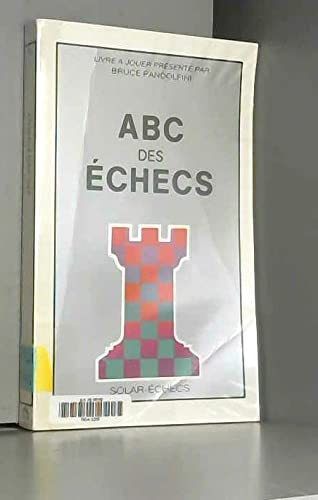 LIVRE A JOUER PRÉSENTÉ PAR
BRUCE PANDOLFINI
ABC
DES
ÉCHECS
SOLAR-ÉCHECS